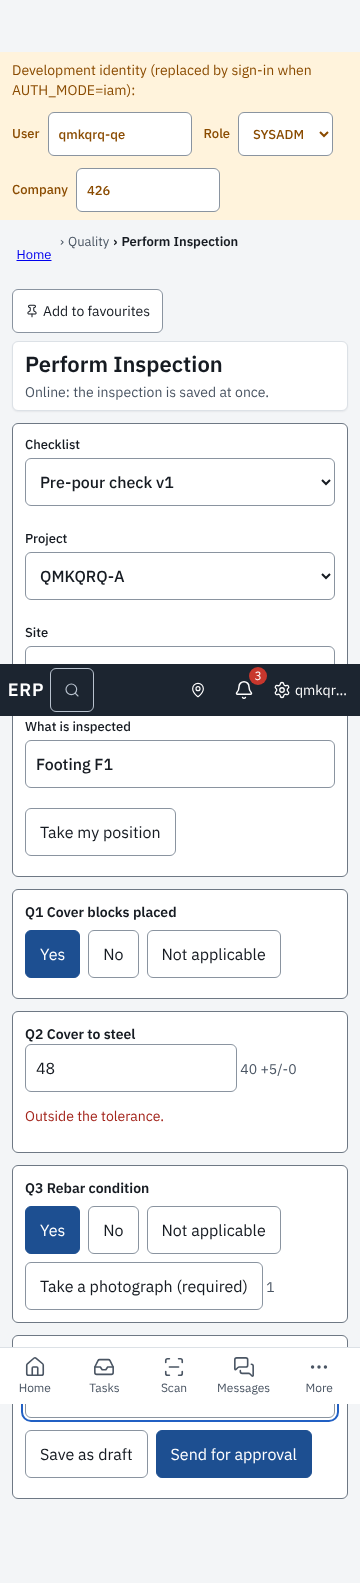 Development identity (replaced by sign-in when
AUTH_MODE=iam):
User qmkqrq-qe Role SYSADM
Company 426
Home › Quality › Perform Inspection
Add to favourites
Perform Inspection
Online: the inspection is saved at once.
Checklist
Pre-pour check v1
Project
QMKQRQ-A
Site
ERP 3 qmkqr...
What is inspected
Footing F1
Take my position
Q1 Cover blocks placed
Yes No Not applicable
Q2 Cover to steel
48 40 +5/-0
Outside the tolerance.
Q3 Rebar condition
Yes No Not applicable
Take a photograph (required) 1
Home Tasks Scan Messages More
Save as draft Send for approval